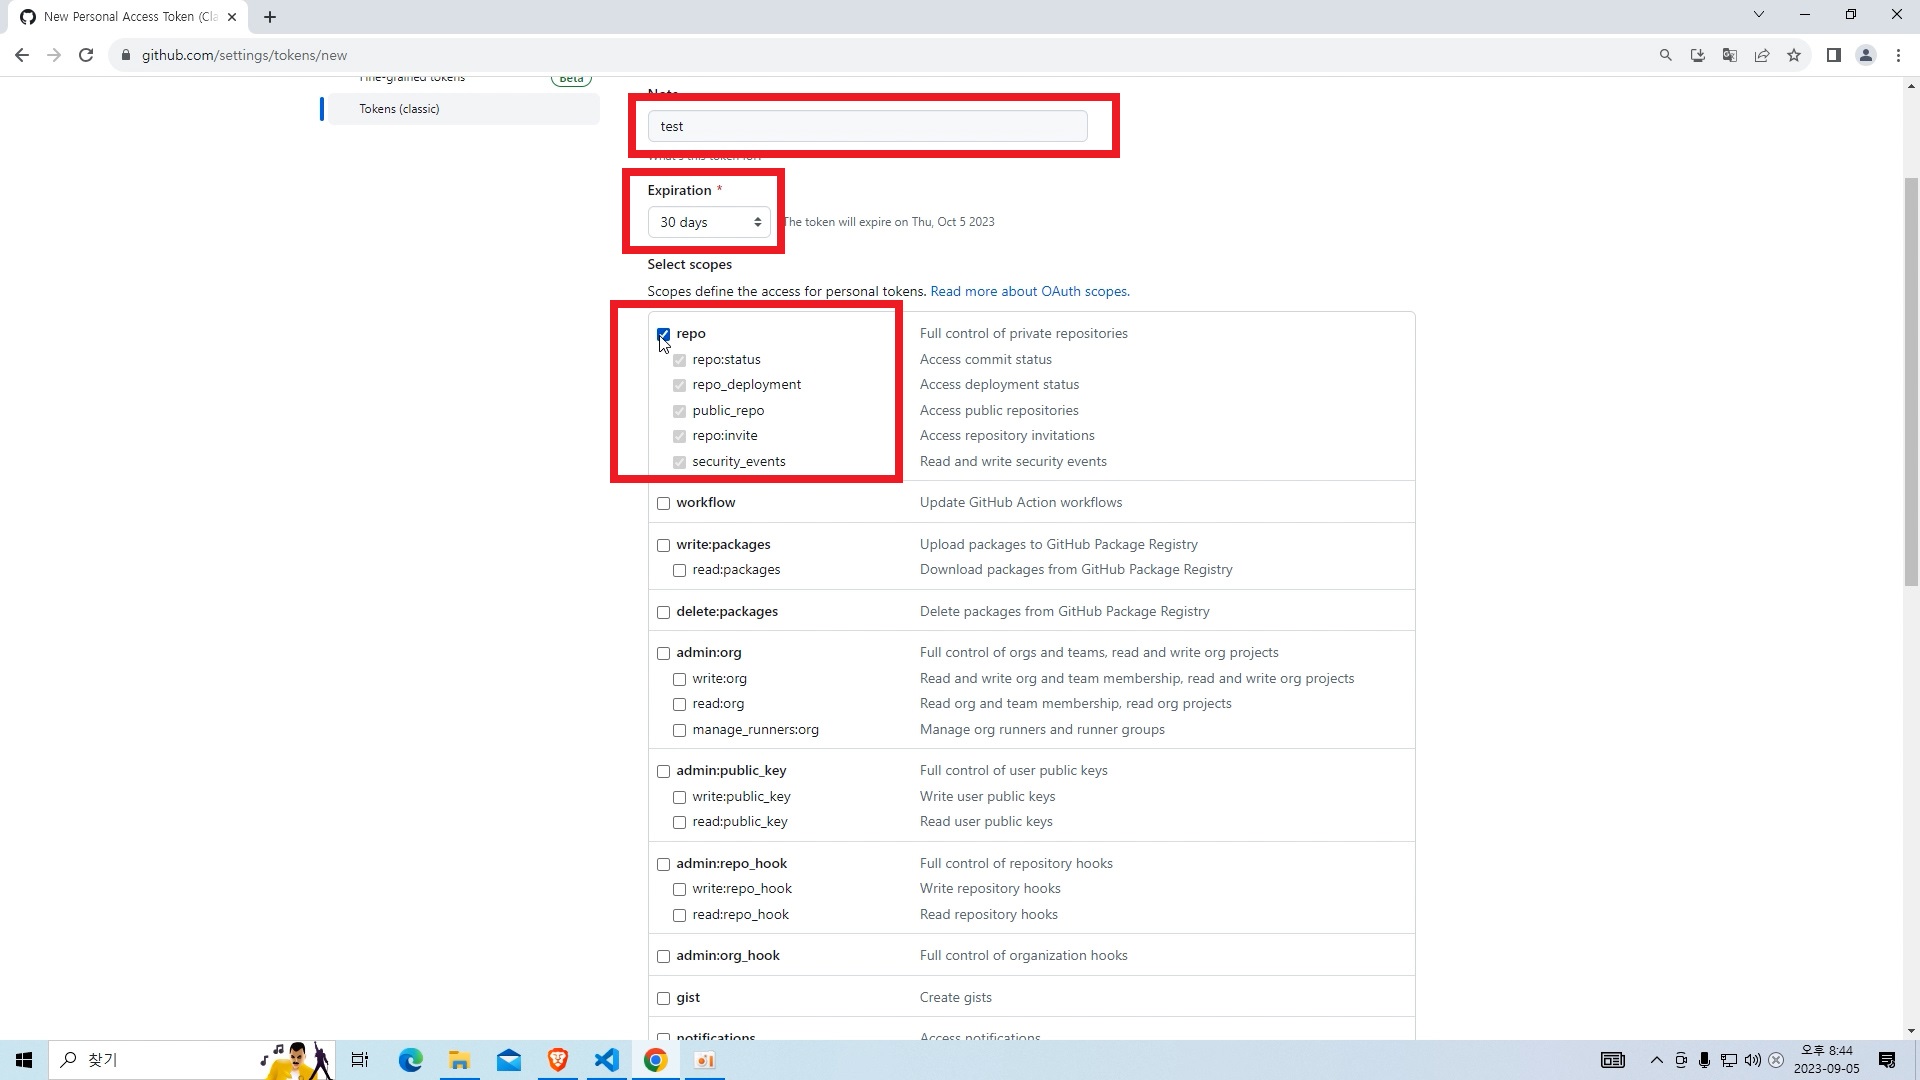 New Personal Access Token (Cla
github.com/settings/tokens/new
Fine-grained tokens
Beta
Tokens (classic)
Note
test
What's this token for?
Expiration *
30 days
The token will expire on Thu, Oct 5 2023
Select scopes
Scopes define the access for personal tokens. Read more about OAuth scopes.
repo Full control of private repositories
repo:status Access commit status
repo_deployment Access deployment status
public_repo Access public repositories
repo:invite Access repository invitations
security_events Read and write security events
workflow Update GitHub Action workflows
write:packages Upload packages to GitHub Package Registry
read:packages Download packages from GitHub Package Registry
delete:packages Delete packages from GitHub Package Registry
admin:org Full control of orgs and teams, read and write org projects
write:org Read and write org and team membership, read and write org projects
read:org Read org and team membership, read org projects
manage_runners:org Manage org runners and runner groups
admin:public_key Full control of user public keys
write:public_key Write user public keys
read:public_key Read user public keys
admin:repo_hook Full control of repository hooks
write:repo_hook Write repository hooks
read:repo_hook Read repository hooks
admin:org_hook Full control of organization hooks
gist Create gists
notifications Access notifications
찾기
오후 8:44
2023-09-05